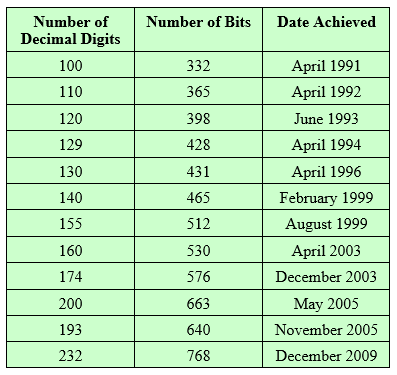 Number of Decimal Digits Number of Bits Date Achieved
100 332 April 1991
110 365 April 1992
120 398 June 1993
129 428 April 1994
130 431 April 1996
140 465 February 1999
155 512 August 1999
160 530 April 2003
174 576 December 2003
200 663 May 2005
193 640 November 2005
232 768 December 2009